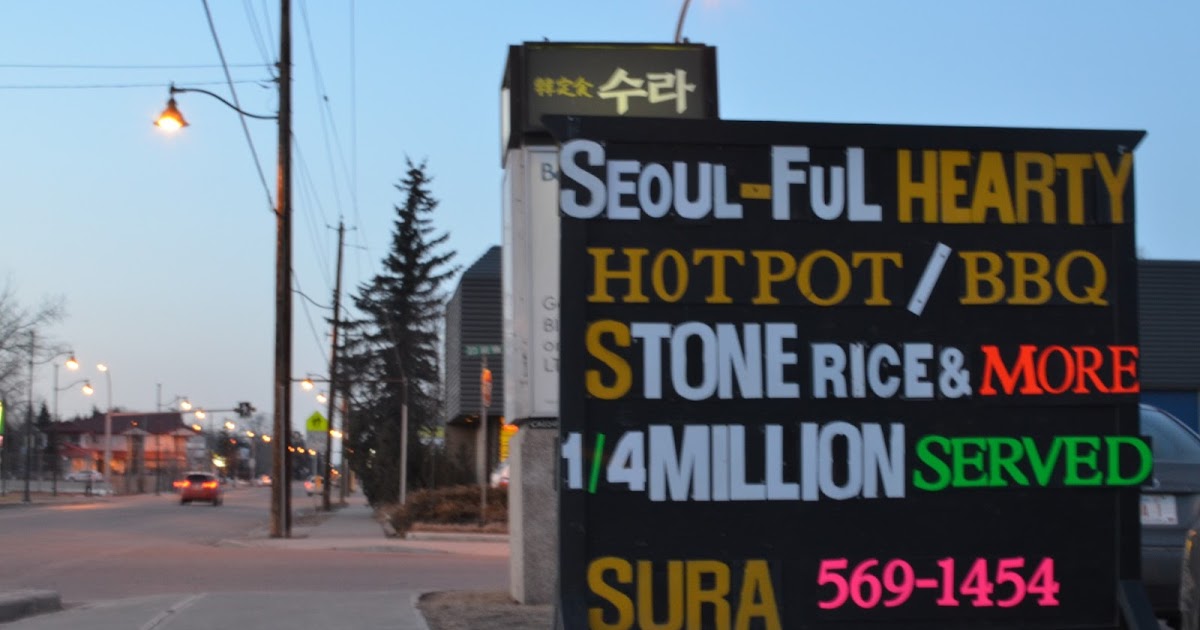 韓定食 수라
SEOUL-FUL HEARTY
HOTPOT / BBQ
STONE RICE & MORE
1/4 MILLION SERVED
SURA 569-1454